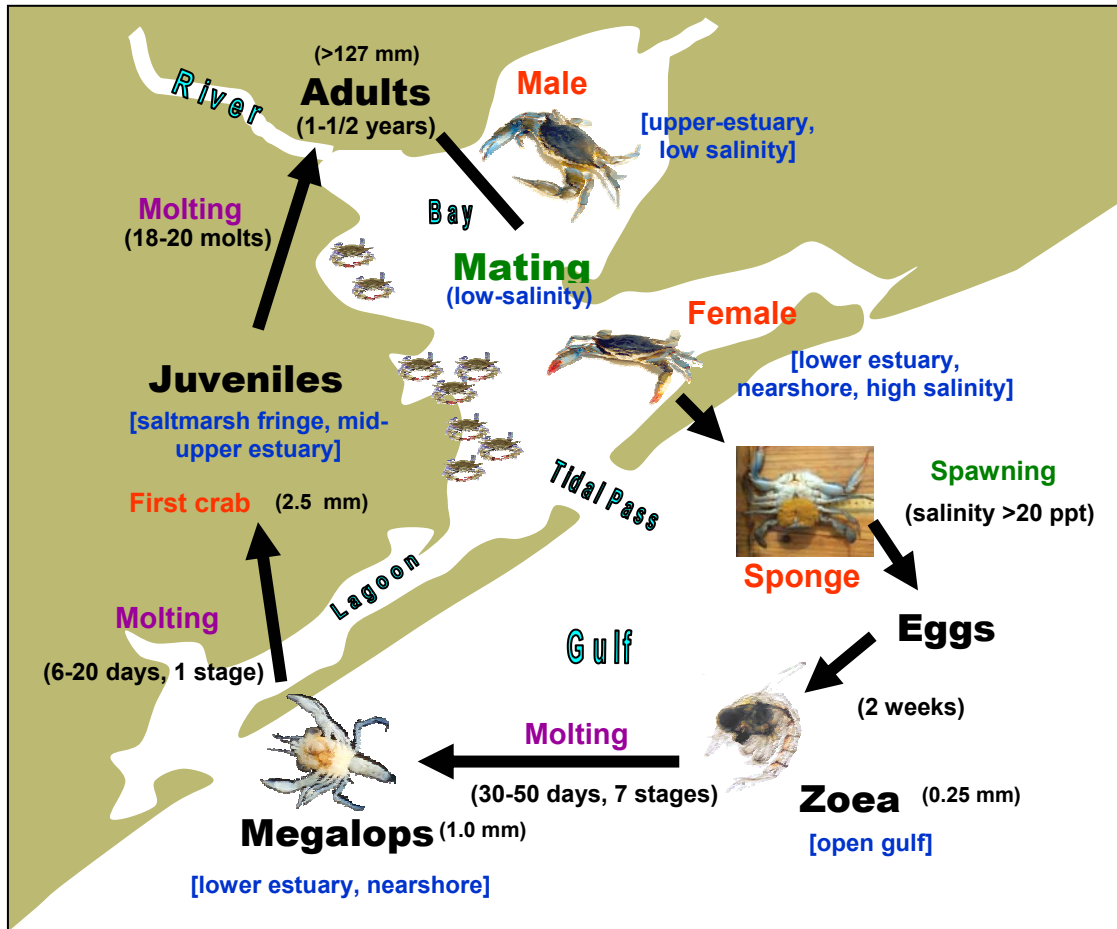 (>127 mm)
Adults
(1-1/2 years)
River
Male
[upper-estuary,
low salinity]
Molting
(18-20 molts)
Bay
Mating
(low-salinity)
Female
[lower estuary,
nearshore, high salinity]
Juveniles
[saltmarsh fringe, mid-
upper estuary]
First crab (2.5 mm)
Tidal Pass
Spawning
(salinity >20 ppt)
Sponge
Lagoon
Molting
(6-20 days, 1 stage)
Gulf
Eggs
(2 weeks)
Molting
(30-50 days, 7 stages)
Zoea (0.25 mm)
[open gulf]
Megalops (1.0 mm)
[lower estuary, nearshore]